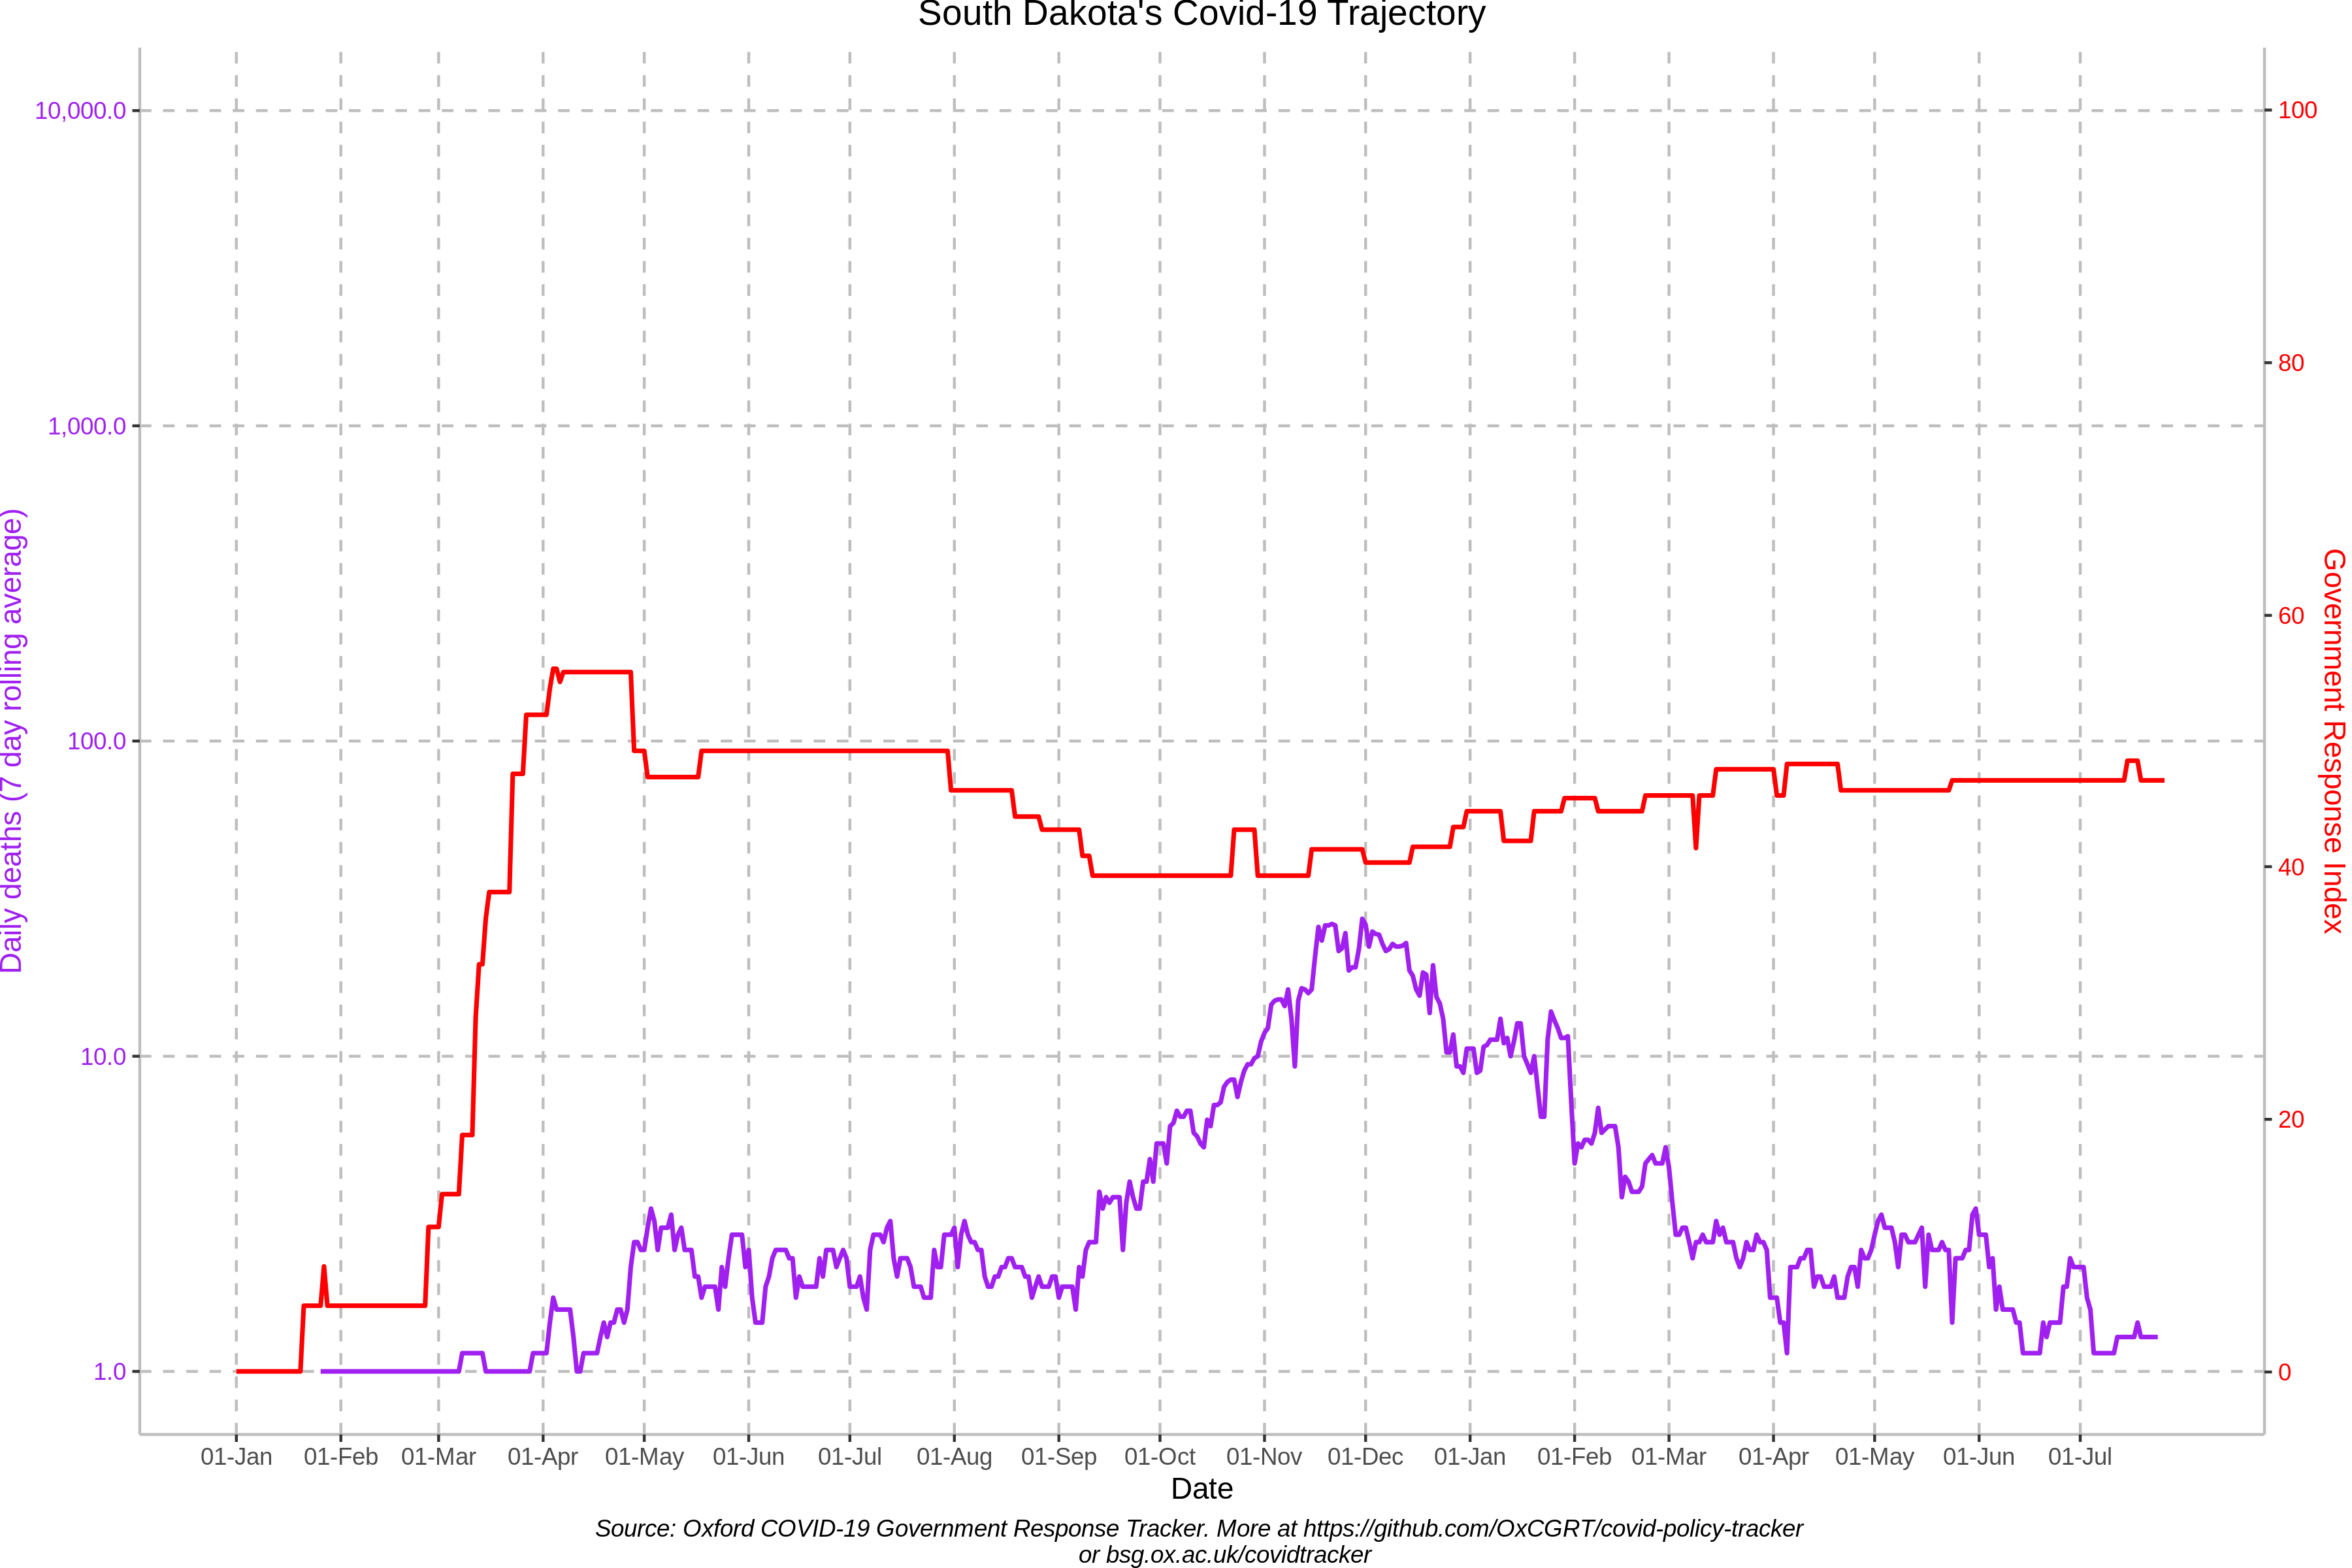 South Dakota's Covid-19 Trajectory
10,000.0
1,000.0
100.0
10.0
1.0
Daily deaths (7 day rolling average)
100
80
60
40
20
0
Government Response Index
01-Jan 01-Feb 01-Mar 01-Apr 01-May 01-Jun 01-Jul 01-Aug 01-Sep 01-Oct 01-Nov 01-Dec 01-Jan 01-Feb 01-Mar 01-Apr 01-May 01-Jun 01-Jul
Date
Source: Oxford COVID-19 Government Response Tracker. More at https://github.com/OxCGRT/covid-policy-tracker
or bsg.ox.ac.uk/covidtracker